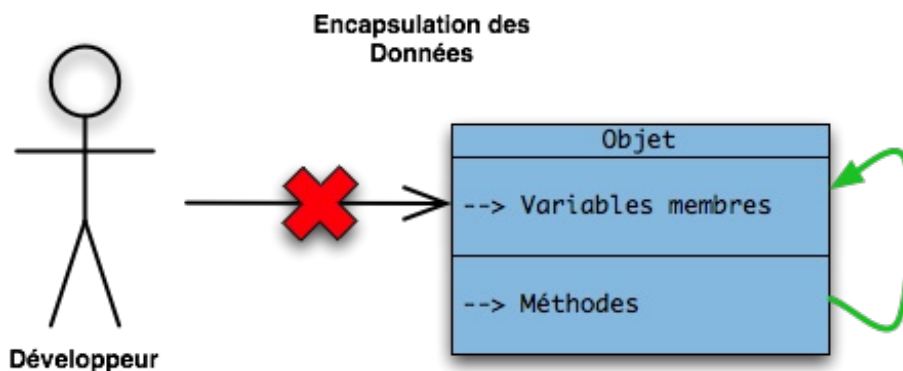 Encapsulation des
Données
Objet
--> Variables membres
--> Méthodes
Développeur